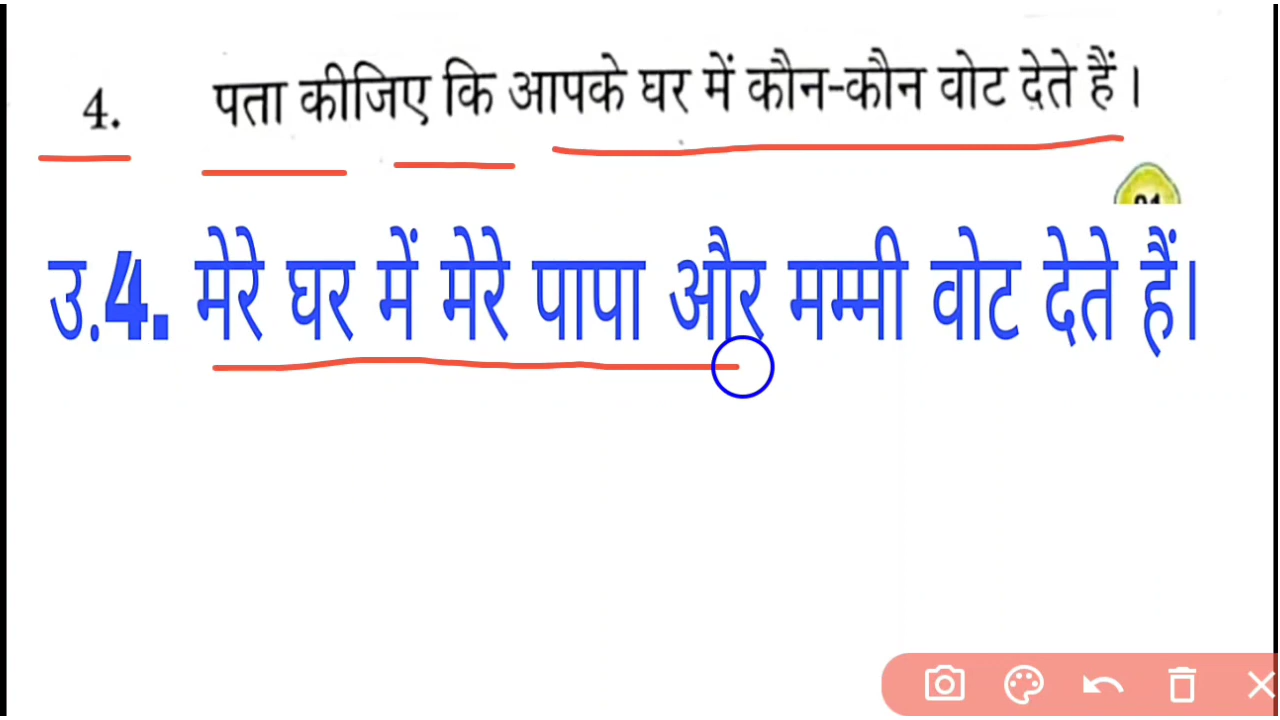 4. पता कीजिए कि आपके घर में कौन-कौन वोट देते हैं।
उ.4. मेरे घर में मेरे पापा और मम्मी वोट देते हैं।